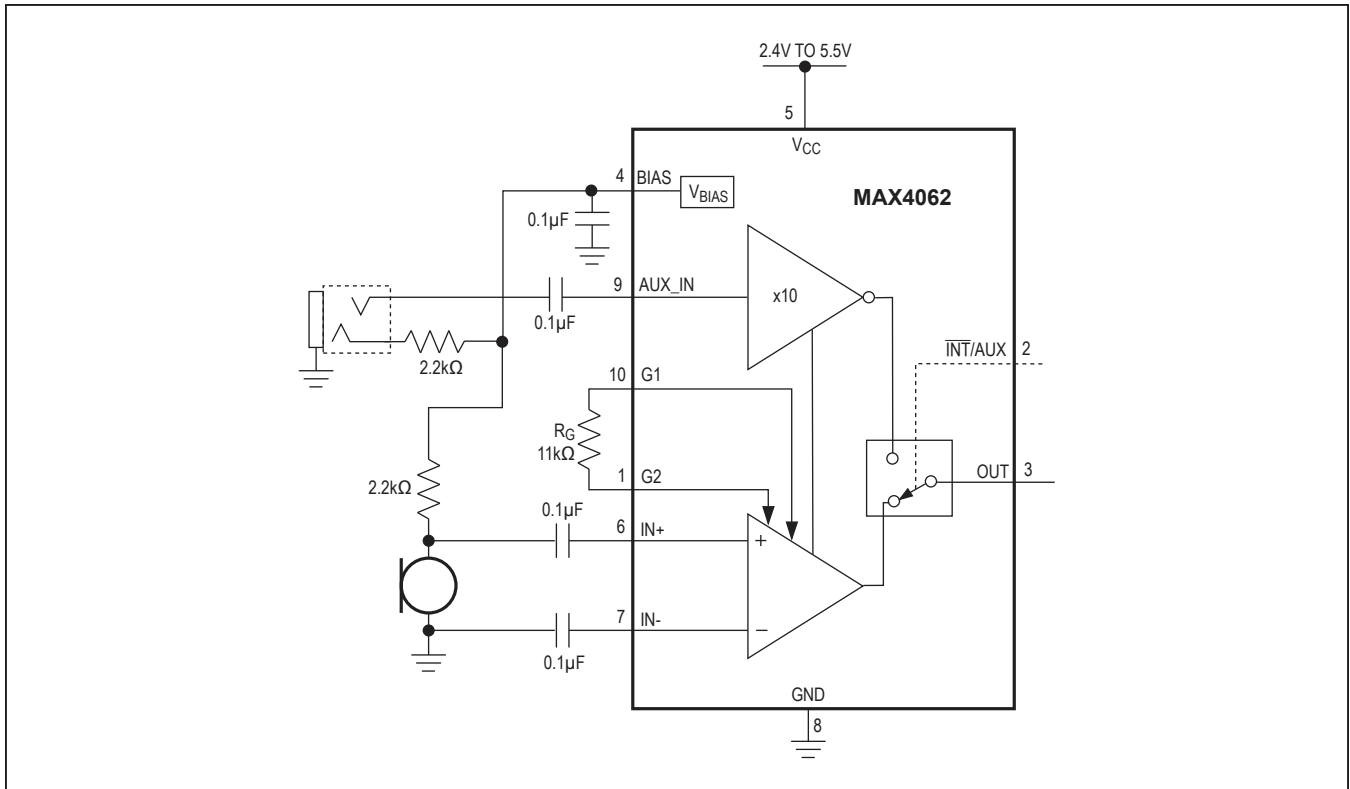 2.4V TO 5.5V
5
VCC
4 BIAS
VBIAS
MAX4062
0.1µF
9 AUX_IN
x10
0.1µF
2.2kΩ
INT/AUX 2
10 G1
RG
11kΩ
1 G2
OUT 3
2.2kΩ
0.1µF
6 IN+
+
7 IN-
−
0.1µF
GND
8